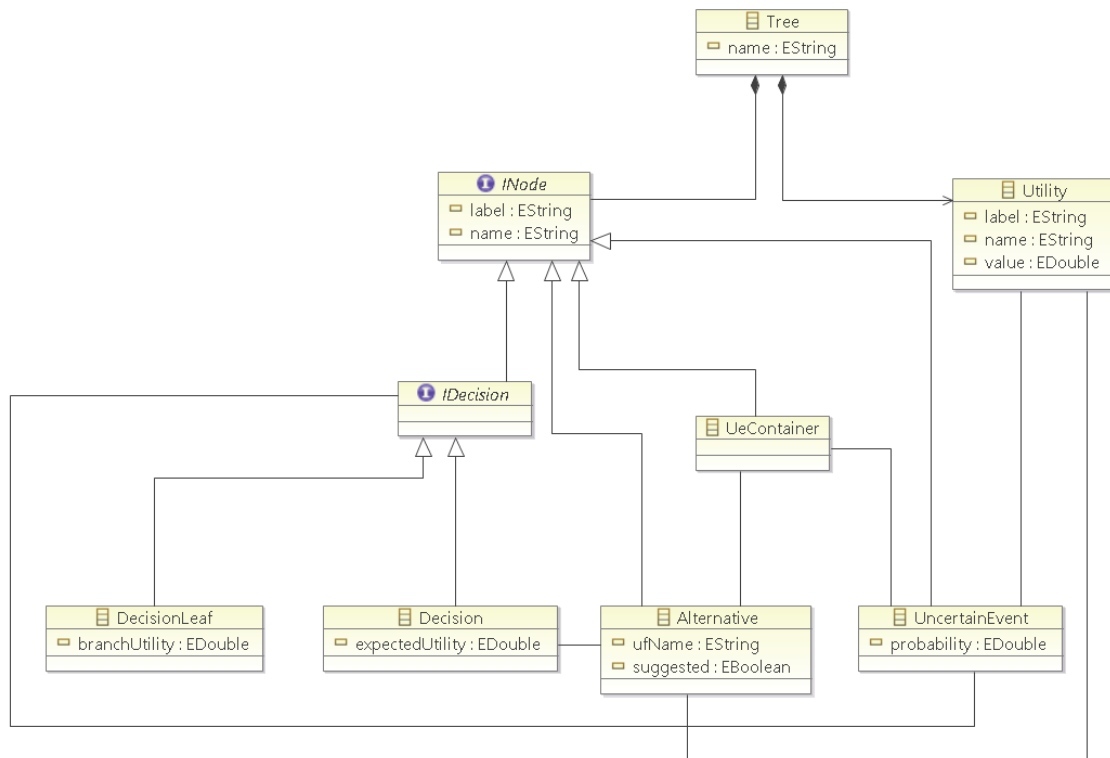 Tree
name : EString
INode
label : EString
name : EString
Utility
label : EString
name : EString
value : EDouble
IDecision
UeContainer
DecisionLeaf
branchUtility : EDouble
Decision
expectedUtility : EDouble
Alternative
ufName : EString
suggested : EBoolean
UncertainEvent
probability : EDouble